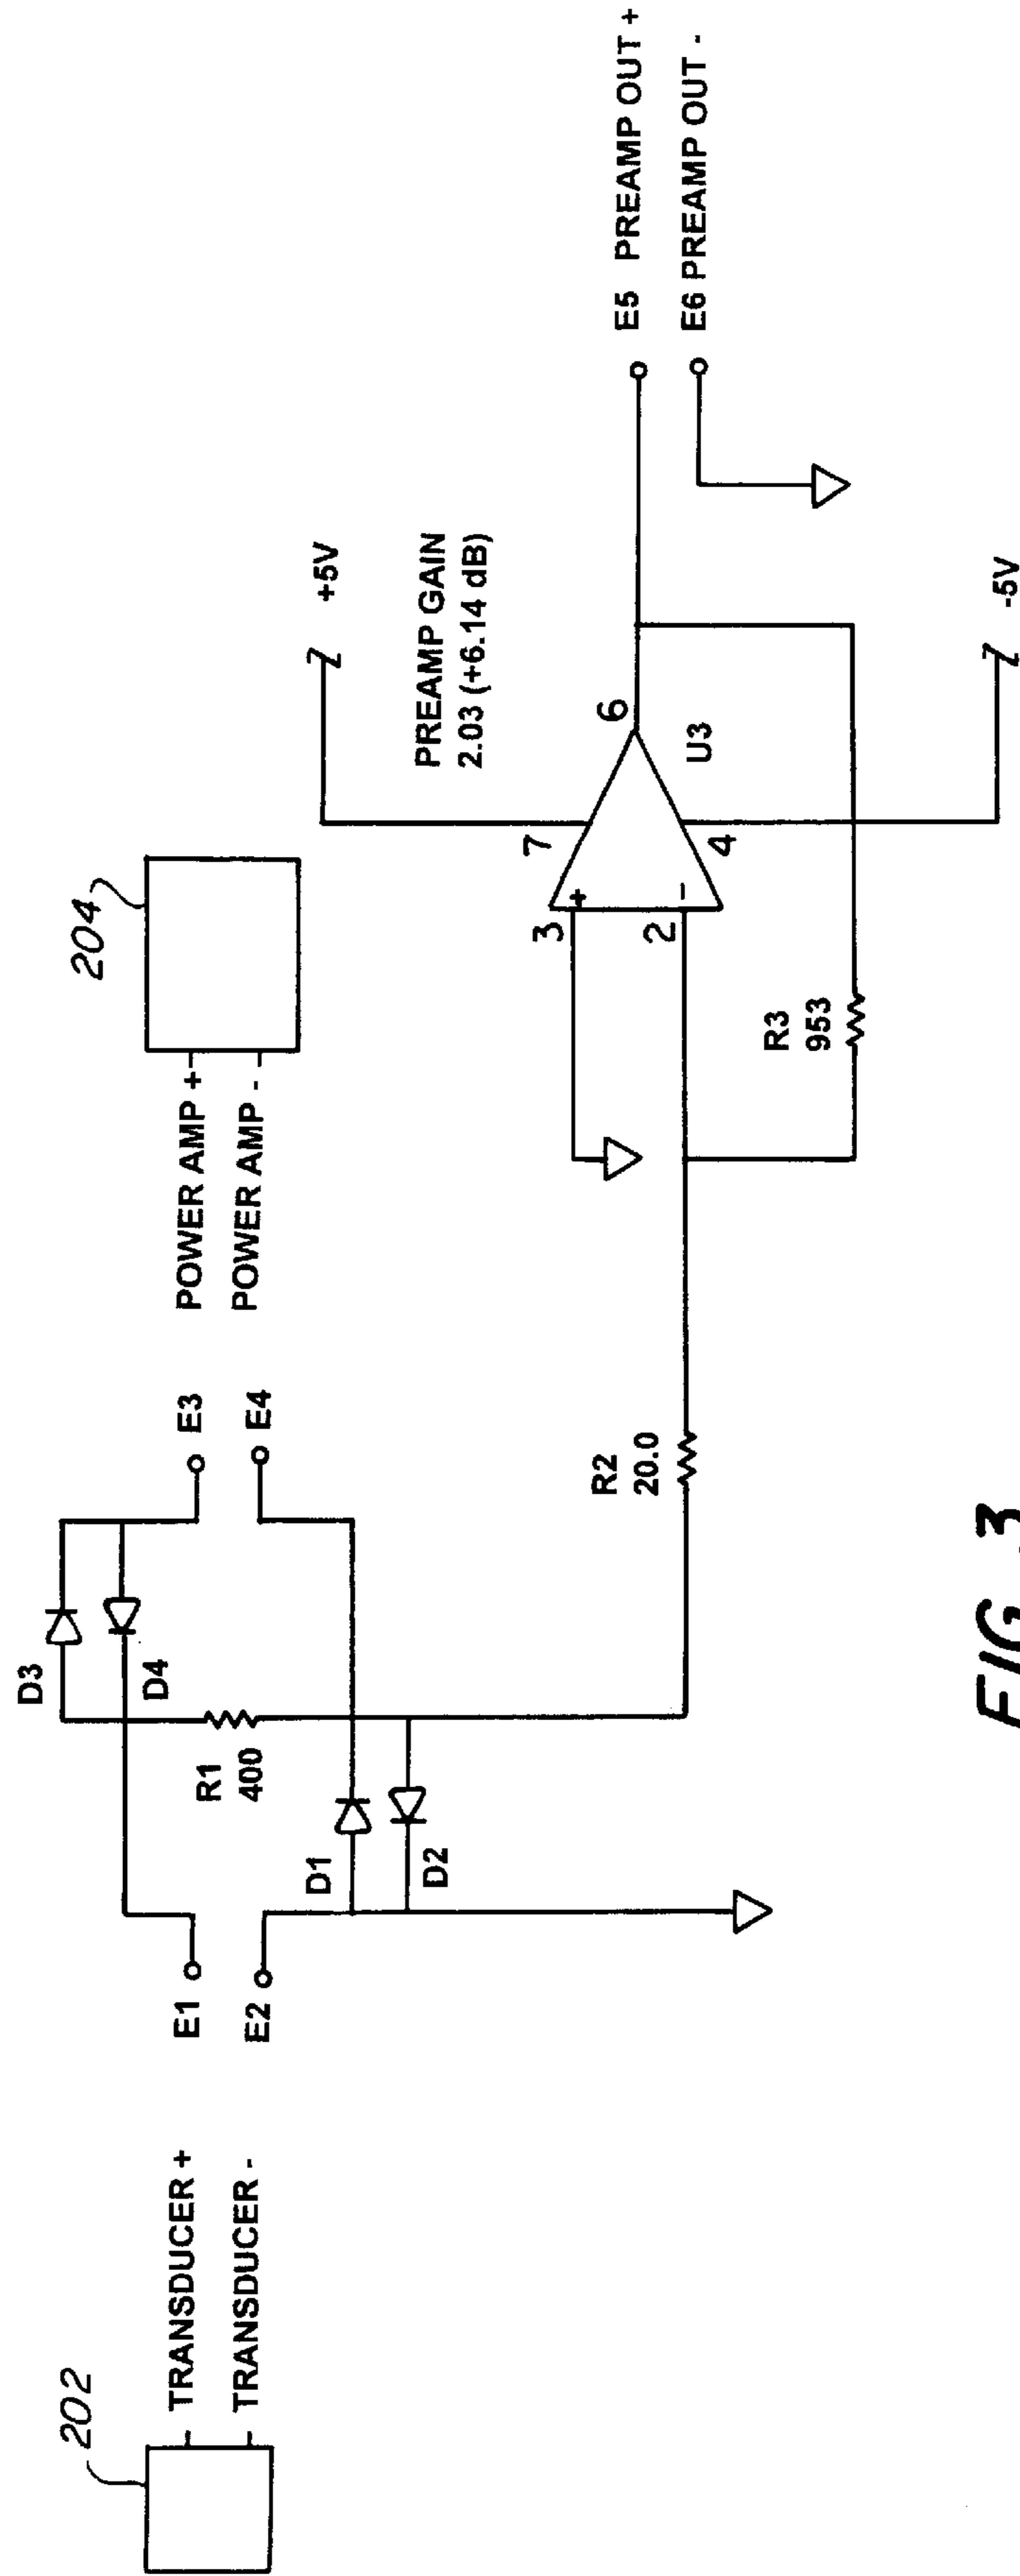 202
TRANSDUCER +
TRANSDUCER -
E1
E2
D3
D4
R1
400
D1
D2
E3
E4
POWER AMP +
POWER AMP -
204
R2
20.0
3
+
2
-
7
4
6
U3
R3
953
+5V
-5V
PREAMP GAIN
2.03 (+6.14 dB)
E5 PREAMP OUT +
E6 PREAMP OUT -
FIG. 3